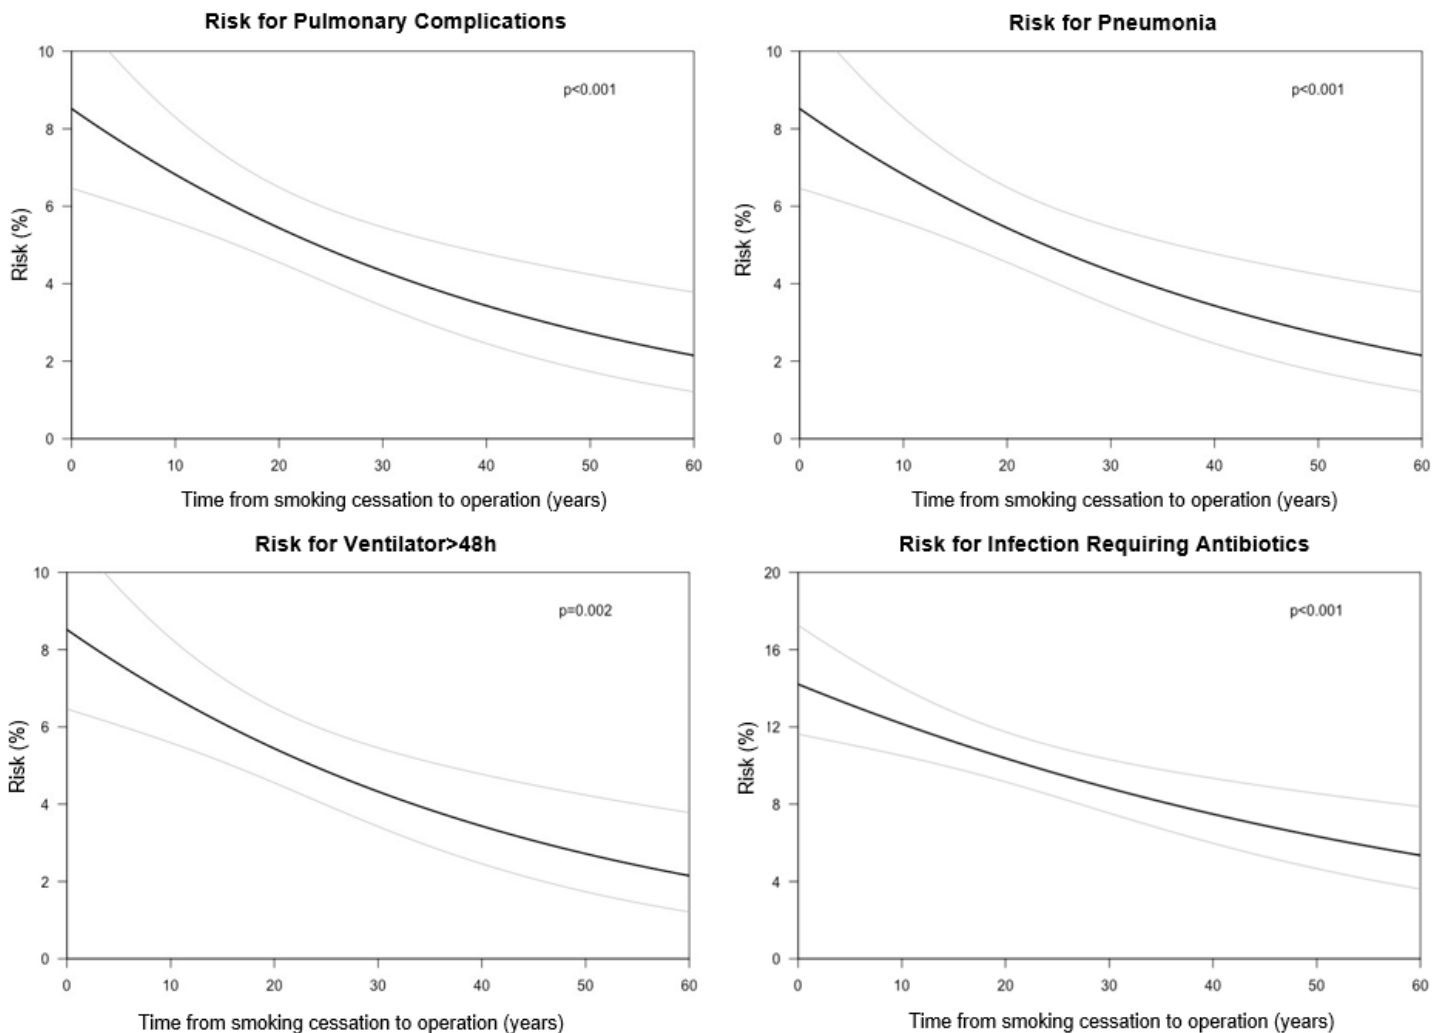 Risk for Pulmonary Complications
10
8
6
4
2
0
Risk (%)
p<0.001
0 10 20 30 40 50 60
Time from smoking cessation to operation (years)
Risk for Pneumonia
10
8
6
4
2
0
Risk (%)
p<0.001
0 10 20 30 40 50 60
Time from smoking cessation to operation (years)
Risk for Ventilator>48h
10
8
6
4
2
0
Risk (%)
p=0.002
0 10 20 30 40 50 60
Time from smoking cessation to operation (years)
Risk for Infection Requiring Antibiotics
20
16
12
8
4
0
Risk (%)
p<0.001
0 10 20 30 40 50 60
Time from smoking cessation to operation (years)